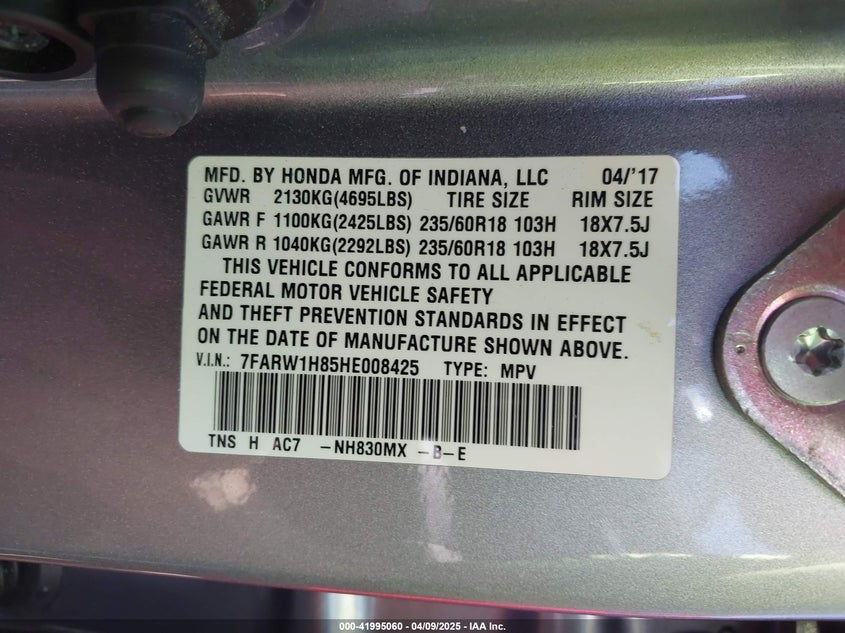 MFD. BY HONDA MFG. OF INDIANA, LLC 04/'17
GVWR 2130KG(4695LBS) TIRE SIZE RIM SIZE
GAWR F 1100KG(2425LBS) 235/60R18 103H 18X7.5J
GAWR R 1040KG(2292LBS) 235/60R18 103H 18X7.5J
THIS VEHICLE CONFORMS TO ALL APPLICABLE
FEDERAL MOTOR VEHICLE SAFETY
AND THEFT PREVENTION STANDARDS IN EFFECT
ON THE DATE OF MANUFACTURE SHOWN ABOVE.
V.I.N.: 7FARW1H85HE008425 TYPE: MPV
TNS H AC7 -NH830MX -B-E
000-41995060 - 04/09/2025 - IAA Inc.